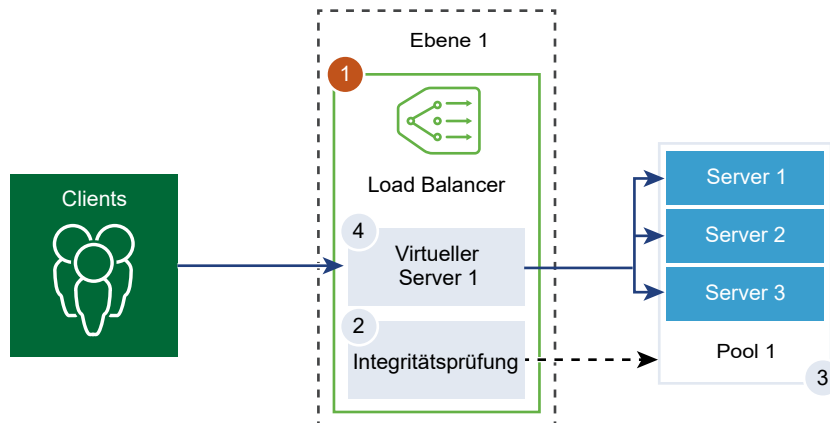 Ebene 1
1
Load Balancer
Clients
4
Virtueller
Server 1
2
Integritätsprüfung
Server 1
Server 2
Server 3
Pool 1
3